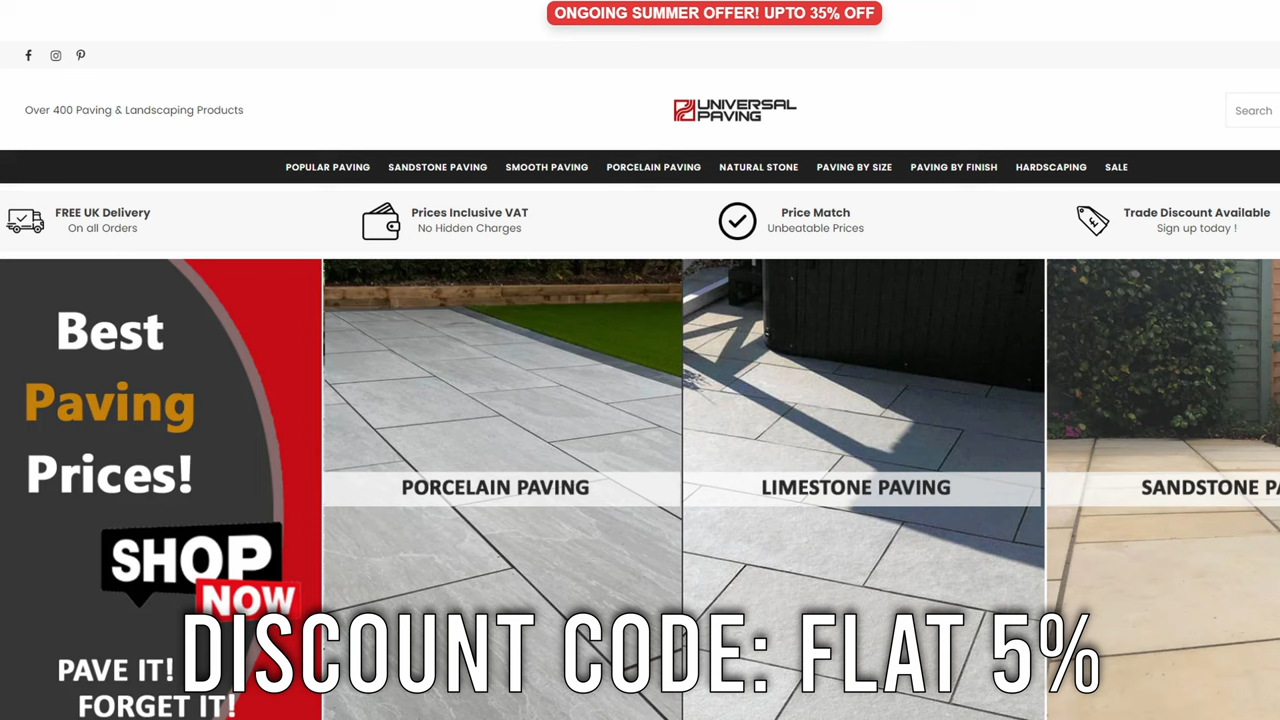 ONGOING SUMMER OFFER! UPTO 35% OFF
Over 400 Paving & Landscaping Products
UNIVERSAL
PAVING
Search
POPULAR PAVING SANDSTONE PAVING SMOOTH PAVING PORCELAIN PAVING NATURAL STONE PAVING BY SIZE PAVING BY FINISH HARDSCAPING SALE
FREE UK Delivery
On all Orders
Prices Inclusive VAT
No Hidden Charges
Price Match
Unbeatable Prices
Trade Discount Available
Sign up today !
Best
Paving
Prices!
SHOP
NOW
PAVE IT!
FORGET IT!
PORCELAIN PAVING
LIMESTONE PAVING
SANDSTONE PA
DISCOUNT CODE: FLAT 5%